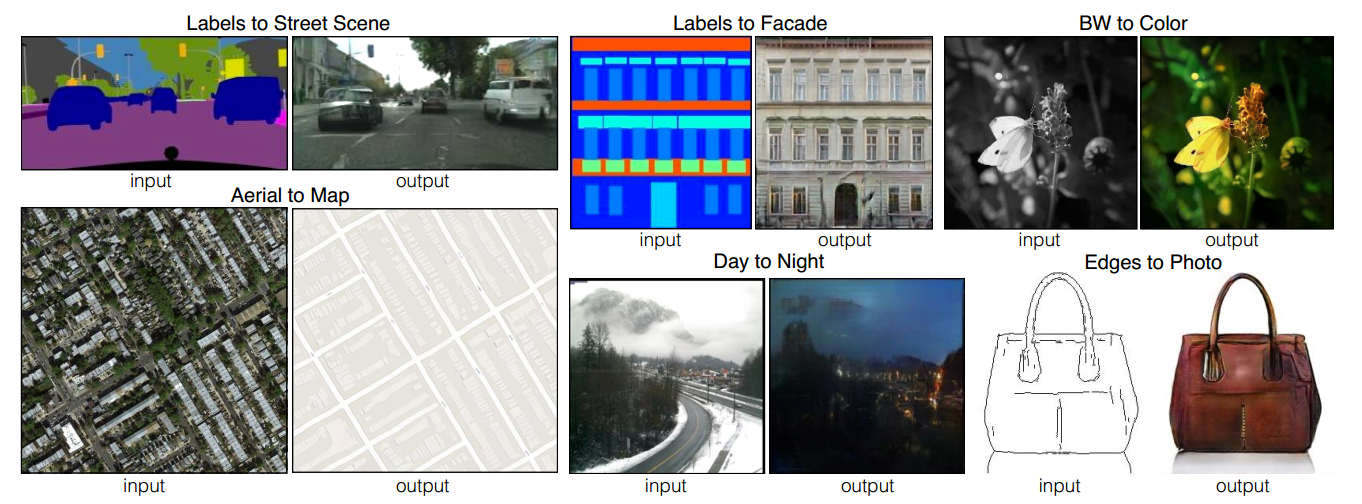 Labels to Street Scene
input
output
Aerial to Map
input
output
Labels to Facade
input
output
BW to Color
input
output
Day to Night
input
output
Edges to Photo
input
output